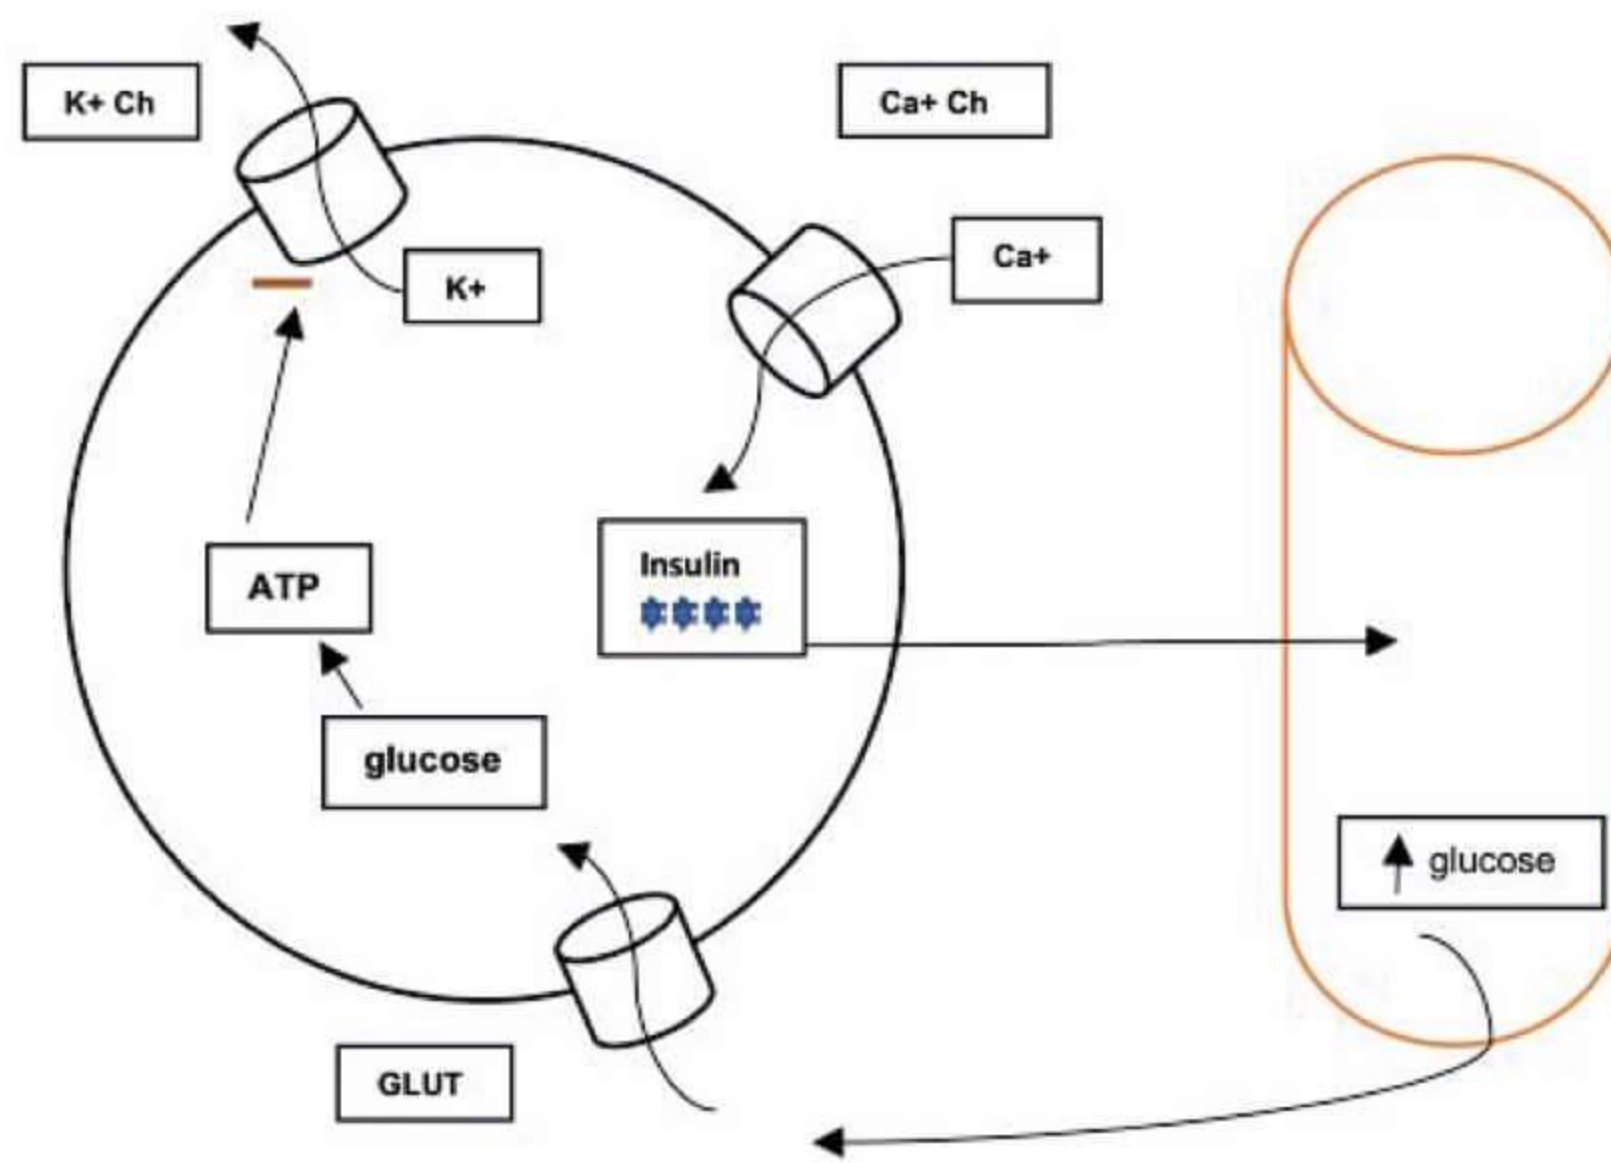 K+ Ch
Ca+ Ch
K+
Ca+
ATP
Insulin
glucose
glucose
GLUT